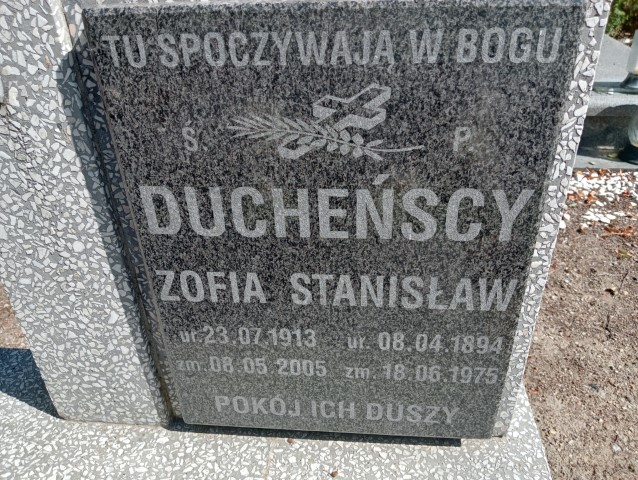 TU SPOCZYWAJĄ W BOGU
Ś P
DUCHEŃSCY
ZOFIA STANISŁAW
ur. 23.07.1913 ur. 08.04.1894
zm. 08.05.2005 zm. 18.06.1975
POKÓJ ICH DUSZY